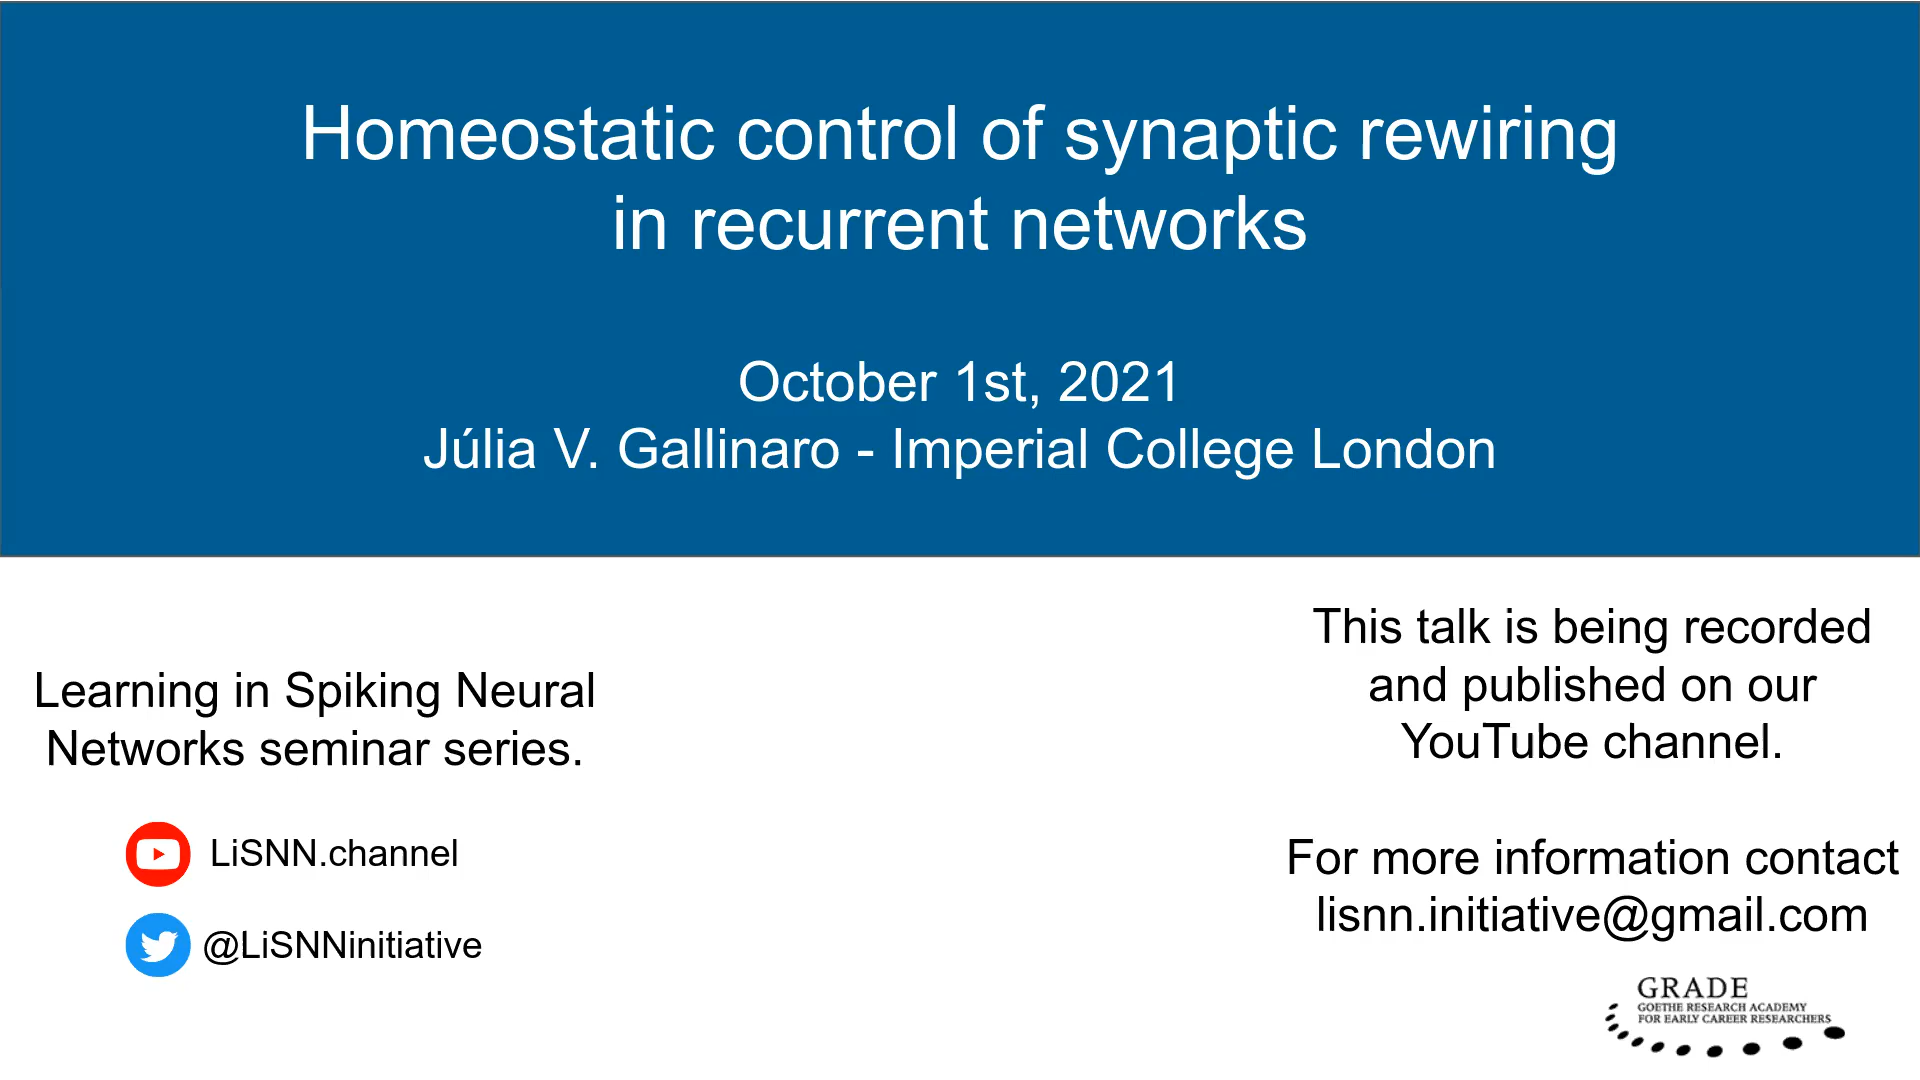 Homeostatic control of synaptic rewiring
in recurrent networks
October 1st, 2021
Júlia V. Gallinaro - Imperial College London
Learning in Spiking Neural
Networks seminar series.
LiSNN.channel
@LiSNNinitiative
This talk is being recorded
and published on our
YouTube channel.
For more information contact
lisnn.initiative@gmail.com
GRADE
GOETHE RESEARCH ACADEMY
FOR EARLY CAREER RESEARCHERS